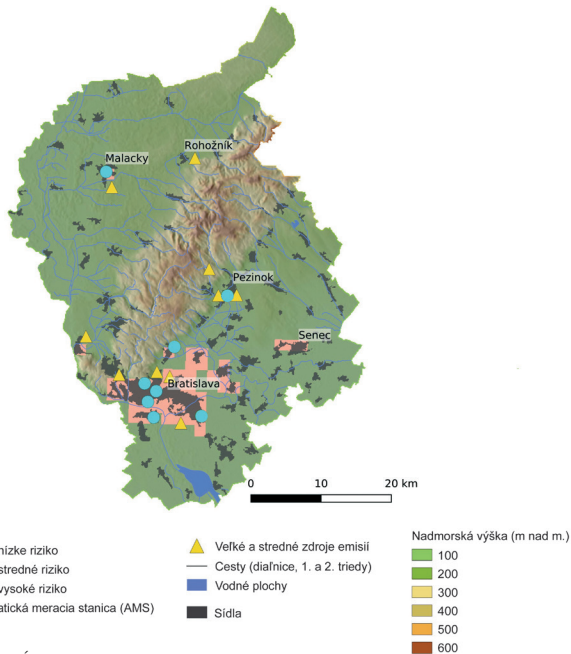 Rohožník
Malacky
Pezinok
Senec
Bratislava
0 10 20 km
nízke riziko
stredné riziko
vysoké riziko
atická meracia stanica (AMS)
Veľké a stredné zdroje emisií
Cesty (diaľnice, 1. a 2. triedy)
Vodné plochy
Sídla
Nadmorská výška (m nad m.)
100
200
300
400
500
600